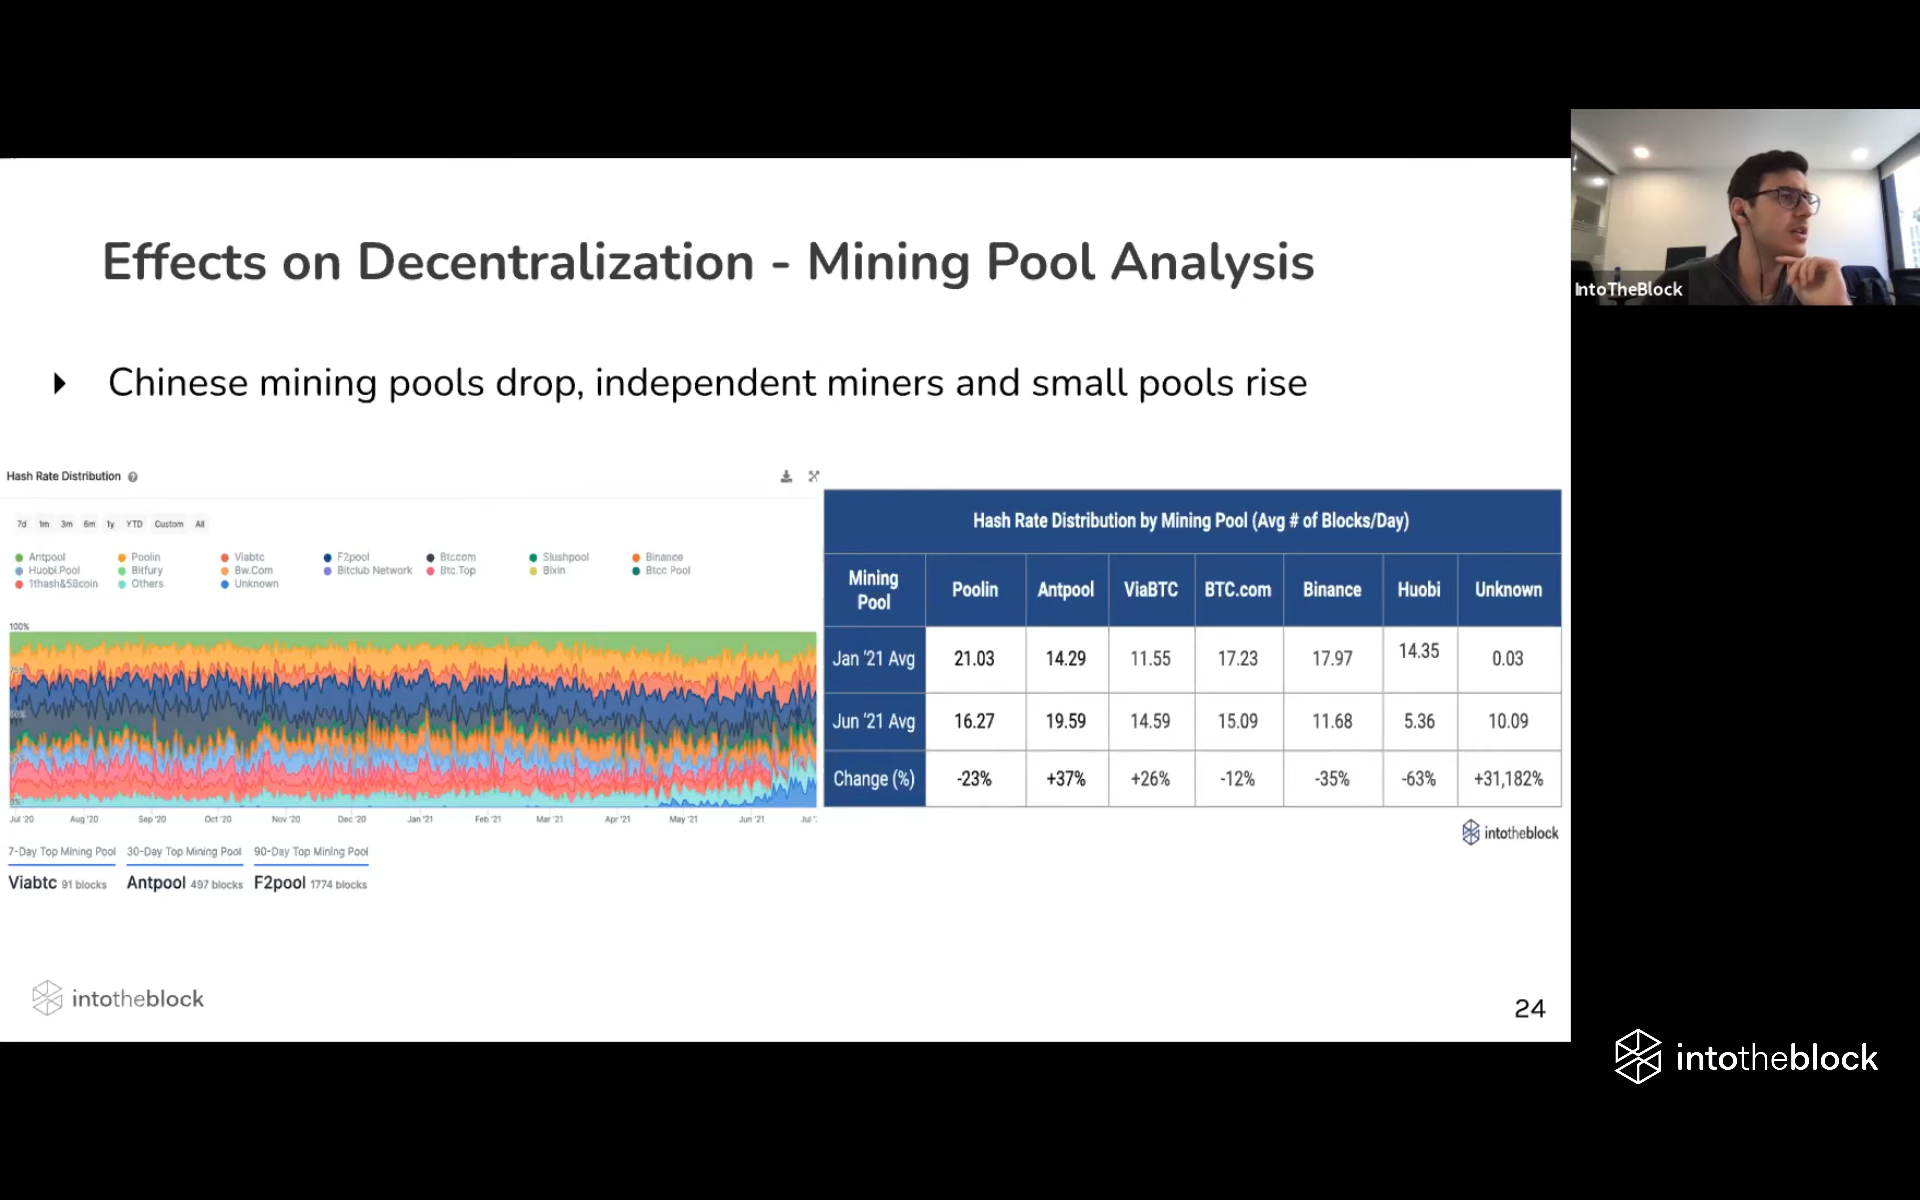 Effects on Decentralization - Mining Pool Analysis
Chinese mining pools drop, independent miners and small pools rise
IntoTheBlock
Hash Rate Distribution
7d 1m 3m 6m 1y YTD Custom All
Antpool Poolin Viabtc F2pool Btc.com Slushpool Binance
Huobi.Pool Bitfury Bw.Com Bitclub Network Btc.Top Bixin Btcc Pool
1thash&58coin Others Unknown
100%
0%
Jul '20 Aug '20 Sep '20 Oct '20 Nov '20 Dec '20 Jan '21 Feb '21 Mar '21 Apr '21 May '21 Jun '21 Jul '
7-Day Top Mining Pool 30-Day Top Mining Pool 90-Day Top Mining Pool
Viabtc 91 blocks Antpool 497 blocks F2pool 1774 blocks
Hash Rate Distribution by Mining Pool (Avg # of Blocks/Day)
Mining Pool Poolin Antpool ViaBTC BTC.com Binance Huobi Unknown
Jan '21 Avg 21.03 14.29 11.55 17.23 17.97 14.35 0.03
Jun '21 Avg 16.27 19.59 14.59 15.09 11.68 5.36 10.09
Change (%) -23% +37% +26% -12% -35% -63% +31,182%
intotheblock
intotheblock
24
intotheblock